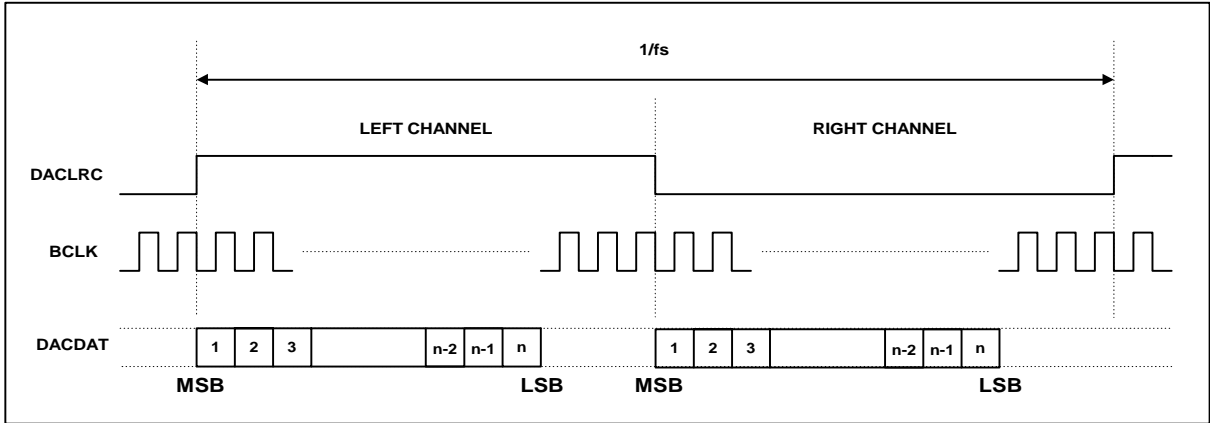 1/fs
LEFT CHANNEL RIGHT CHANNEL
DACLRC
BCLK
DACDAT 1 2 3 n-2 n-1 n 1 2 3 n-2 n-1 n
MSB LSB MSB LSB